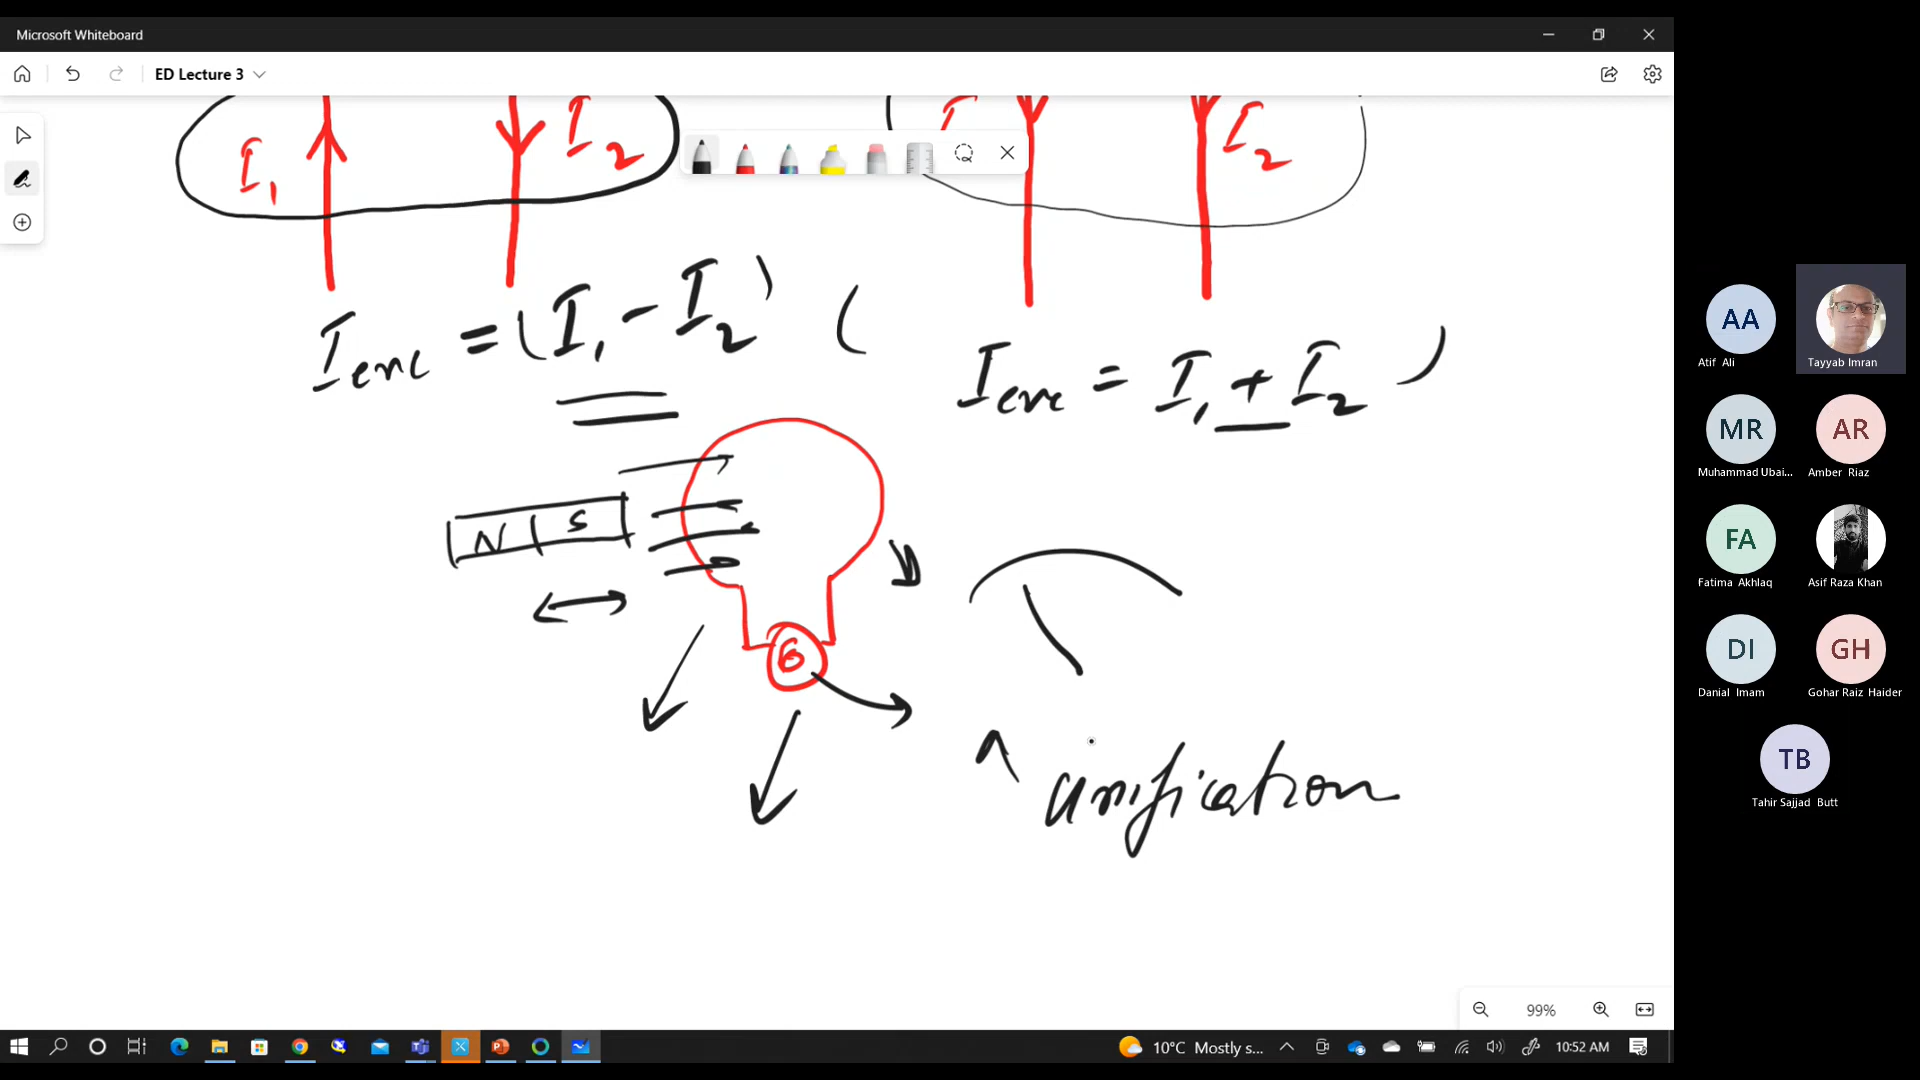 Microsoft Whiteboard
ED Lecture 3
I₁ I₂ I I₂
Ienc = (I₁ - I₂) (Ienc = I₁ + I₂)
N S
G
unification
AA
Atif Ali
Tayyab Imran
MR
Muhammad Ubai...
AR
Amber Riaz
FA
Fatima Akhlaq
Asif Raza Khan
DI
Danial Imam
GH
Gohar Raiz Haider
TB
Tahir Sajjad Butt
99%
10°C Mostly s...
10:52 AM